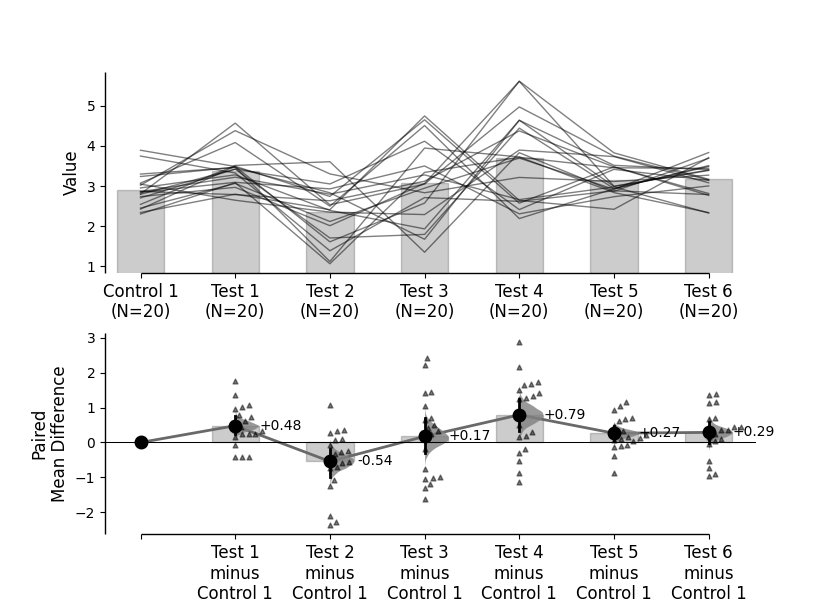 5
4
3
2
1
Value
Control 1 Test 1 Test 2 Test 3 Test 4 Test 5 Test 6
(N=20) (N=20) (N=20) (N=20) (N=20) (N=20) (N=20)
3
2
1
0
−1
−2
Paired
Mean Difference
+0.48
-0.54
+0.17
+0.79
+0.27
+0.29
Test 1 Test 2 Test 3 Test 4 Test 5 Test 6
minus minus minus minus minus minus
Control 1 Control 1 Control 1 Control 1 Control 1 Control 1